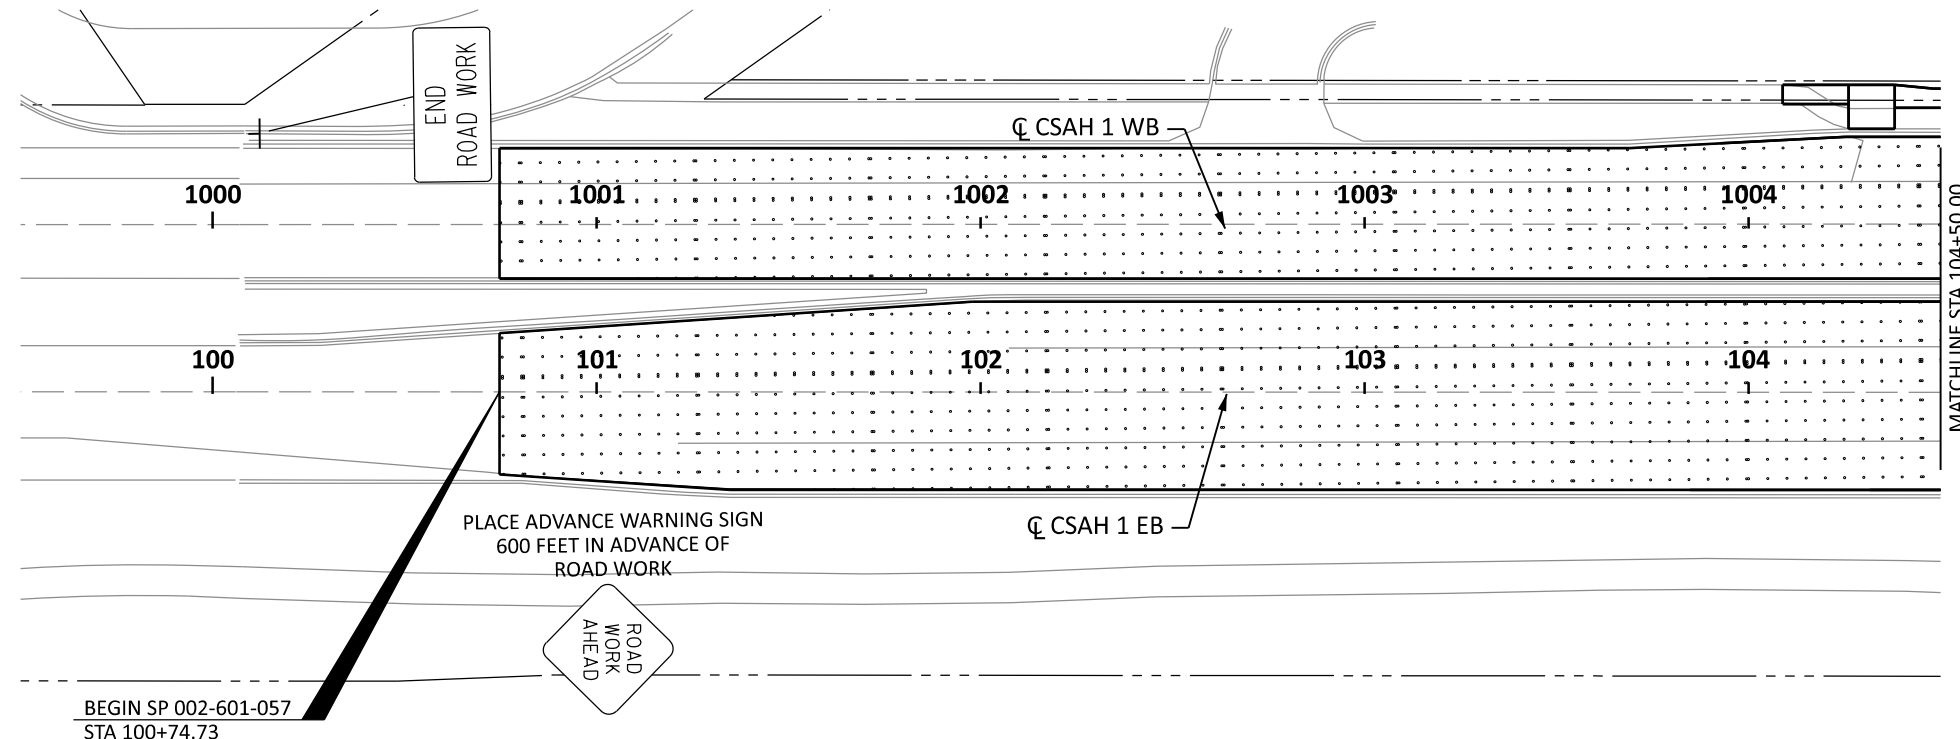 END
ROAD WORK
℄ CSAH 1 WB
1000
1001
1002
1003
1004
MATCHLINE STA 104+50.00
100
101
102
103
104
PLACE ADVANCE WARNING SIGN
600 FEET IN ADVANCE OF
ROAD WORK
℄ CSAH 1 EB
ROAD
WORK
AHEAD
BEGIN SP 002-601-057
STA 100+74.73